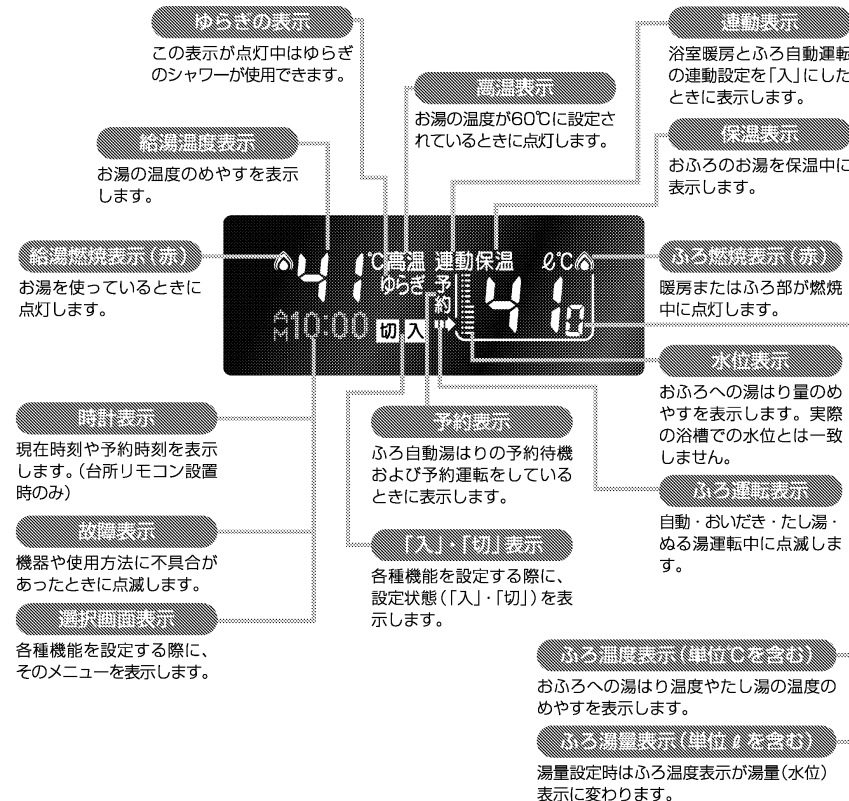 ゆらぎの表示
この表示が点灯中はゆらぎ
のシャワーが使用できます。
高温表示
お湯の温度が60℃に設定さ
れているときに点灯します。
連動表示
浴室暖房とふろ自動運転
の連動設定を「入」にした
ときに表示します。
給湯温度表示
お湯の温度のめやすを表示
します。
保温表示
おふろのお湯を保温中に
表示します。
給湯燃焼表示(赤)
お湯を使っているときに
点灯します。
41℃ 高温 連動 保温 ℓ℃
ゆらぎ 予約 41 0
AM10:00 切 入
ふろ燃焼表示(赤)
暖房またはふろ部が燃焼
中に点灯します。
水位表示
おふろへの湯はり量のめ
やすを表示します。実際
の浴槽での水位とは一致
しません。
時計表示
現在時刻や予約時刻を表示
します。(台所リモコン設置
時のみ)
予約表示
ふろ自動湯はりの予約待機
および予約運転をしている
ときに表示します。
ふろ運転表示
自動・おいだき・たし湯・
ぬる湯運転中に点滅しま
す。
故障表示
機器や使用方法に不具合が
あったときに点滅します。
「入」・「切」表示
各種機能を設定する際に、
設定状態(「入」・「切」)を表
示します。
選択画面表示
各種機能を設定する際に、
そのメニューを表示します。
ふろ温度表示(単位℃を含む)
おふろへの湯はり温度やたし湯の温度の
めやすを表示します。
ふろ湯量表示(単位ℓを含む)
湯量設定時はふろ温度表示が湯量(水位)
表示に変わります。